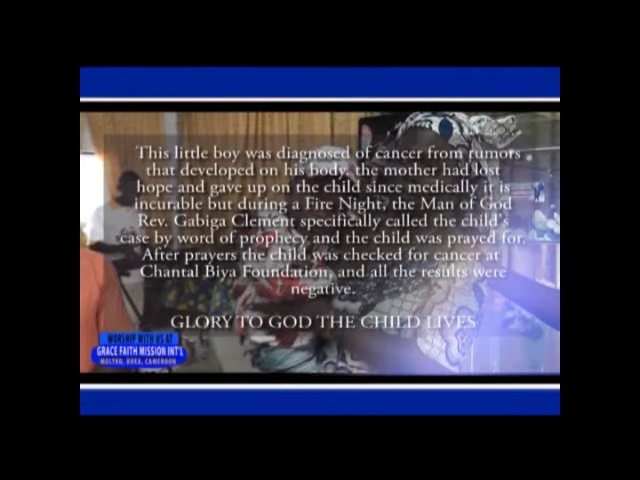 This little boy was diagnosed of cancer from tumors
that developed on his body. the mother had lost
hope and gave up on the child since medically it is
incurable but during a Fire Night, the Man of God
Rev. Gabiga Clement specifically called the child's
case by word of prophecy and the child was prayed for.
After prayers the child was checked for cancer at
Chantal Biya Foundation, and all the results were
negative.
GLORY TO GOD THE CHILD LIVES
WORSHIP WITH US AT
GRACE FAITH MISSION INT'L
MOLYKO, BUEA, CAMEROON